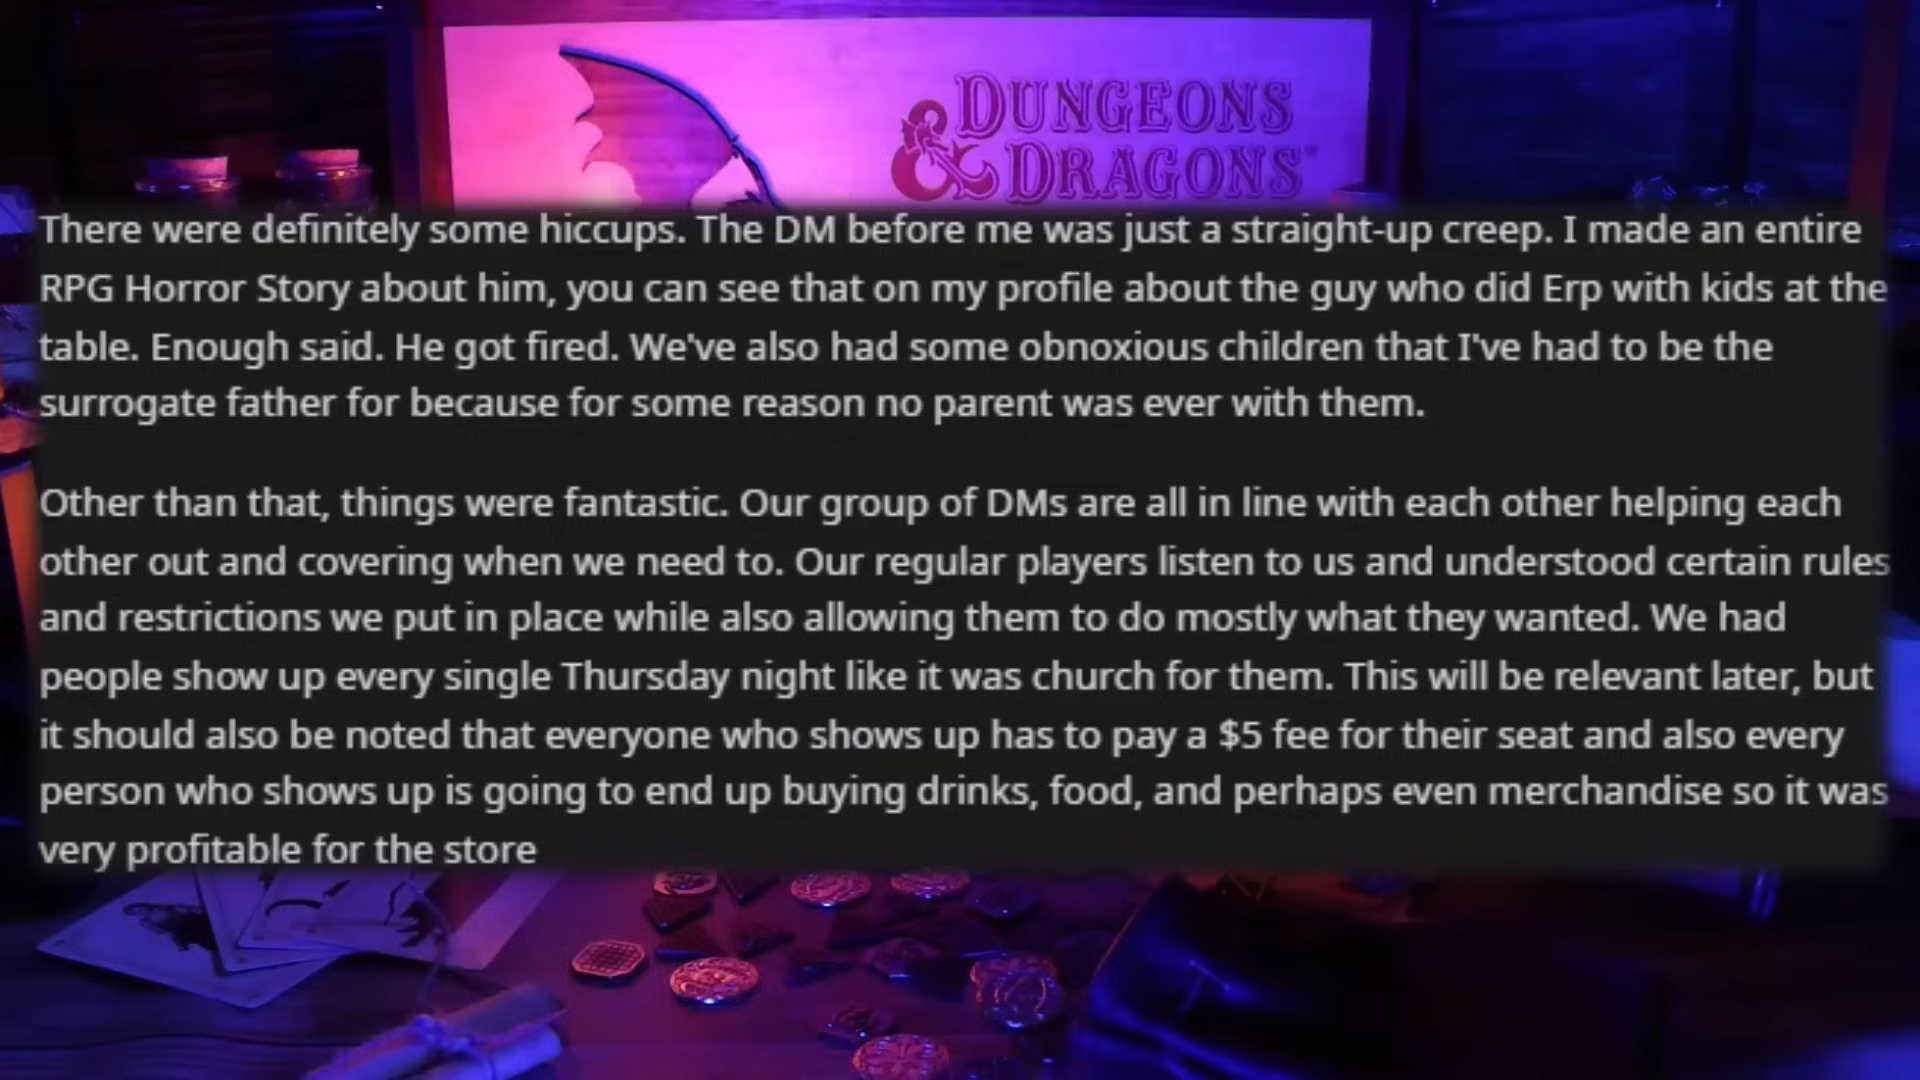 DUNGEONS
& DRAGONS
There were definitely some hiccups. The DM before me was just a straight-up creep. I made an entire
RPG Horror Story about him, you can see that on my profile about the guy who did Erp with kids at the
table. Enough said. He got fired. We've also had some obnoxious children that I've had to be the
surrogate father for because for some reason no parent was ever with them.
Other than that, things were fantastic. Our group of DMs are all in line with each other helping each
other out and covering when we need to. Our regular players listen to us and understood certain rules
and restrictions we put in place while also allowing them to do mostly what they wanted. We had
people show up every single Thursday night like it was church for them. This will be relevant later, but
it should also be noted that everyone who shows up has to pay a $5 fee for their seat and also every
person who shows up is going to end up buying drinks, food, and perhaps even merchandise so it was
very profitable for the store